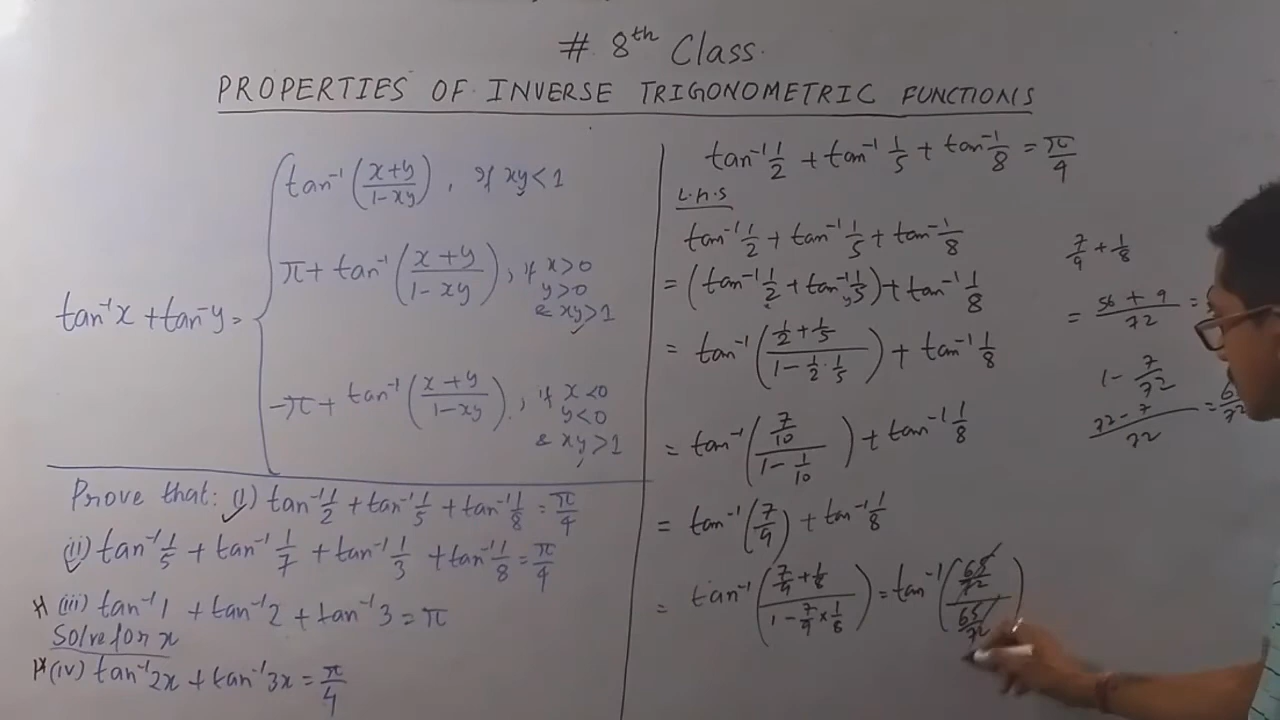 # 8th Class.
PROPERTIES OF INVERSE TRIGONOMETRIC FUNCTIONS
tan⁻¹x + tan⁻y =
tan⁻¹((x+y)/(1-xy)), if xy<1
π + tan⁻¹((x+y)/(1-xy)), if x>0
y>0
& xy>1
-π + tan⁻¹((x+y)/(1-xy)), if x<0
y<0
& xy>1
Prove that: (i) tan⁻¹1/2 + tan⁻¹1/5 + tan⁻¹1/8 = π/4
(ii) tan⁻¹1/5 + tan⁻¹1/7 + tan⁻¹1/3 + tan⁻¹1/8 = π/4
(iii) tan⁻¹1 + tan⁻¹2 + tan⁻¹3 = π
Solve for x
(iv) tan⁻¹2x + tan⁻¹3x = π/4
tan⁻¹1/2 + tan⁻¹1/5 + tan⁻¹1/8 = π/4
L.H.S
tan⁻¹1/2 + tan⁻¹1/5 + tan⁻¹1/8
= (tan⁻¹1/2 + tan⁻¹1/5) + tan⁻¹1/8
= tan⁻¹((1/2 + 1/5)/(1 - 1/2·1/5)) + tan⁻¹1/8
= tan⁻¹((7/10)/(1 - 1/10)) + tan⁻¹1/8
= tan⁻¹(7/9) + tan⁻¹1/8
= tan⁻¹((7/9 + 1/8)/(1 - 7/9 × 1/8)) = tan⁻¹((65/72)/(65/72))
7/9 + 1/8
= (56 + 9)/72 =
1 - 7/72
(72 - 7)/72 =